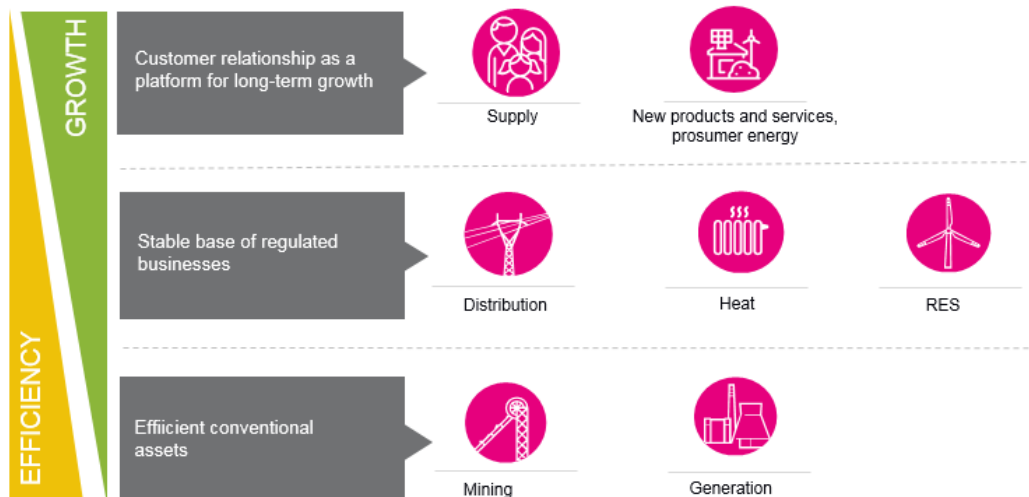 GROWTH
EFFICIENCY
Customer relationship as a
platform for long-term growth
Supply
New products and services,
prosumer energy
Stable base of regulated
businesses
Distribution
Heat
RES
Effiicient conventional
assets
Mining
Generation